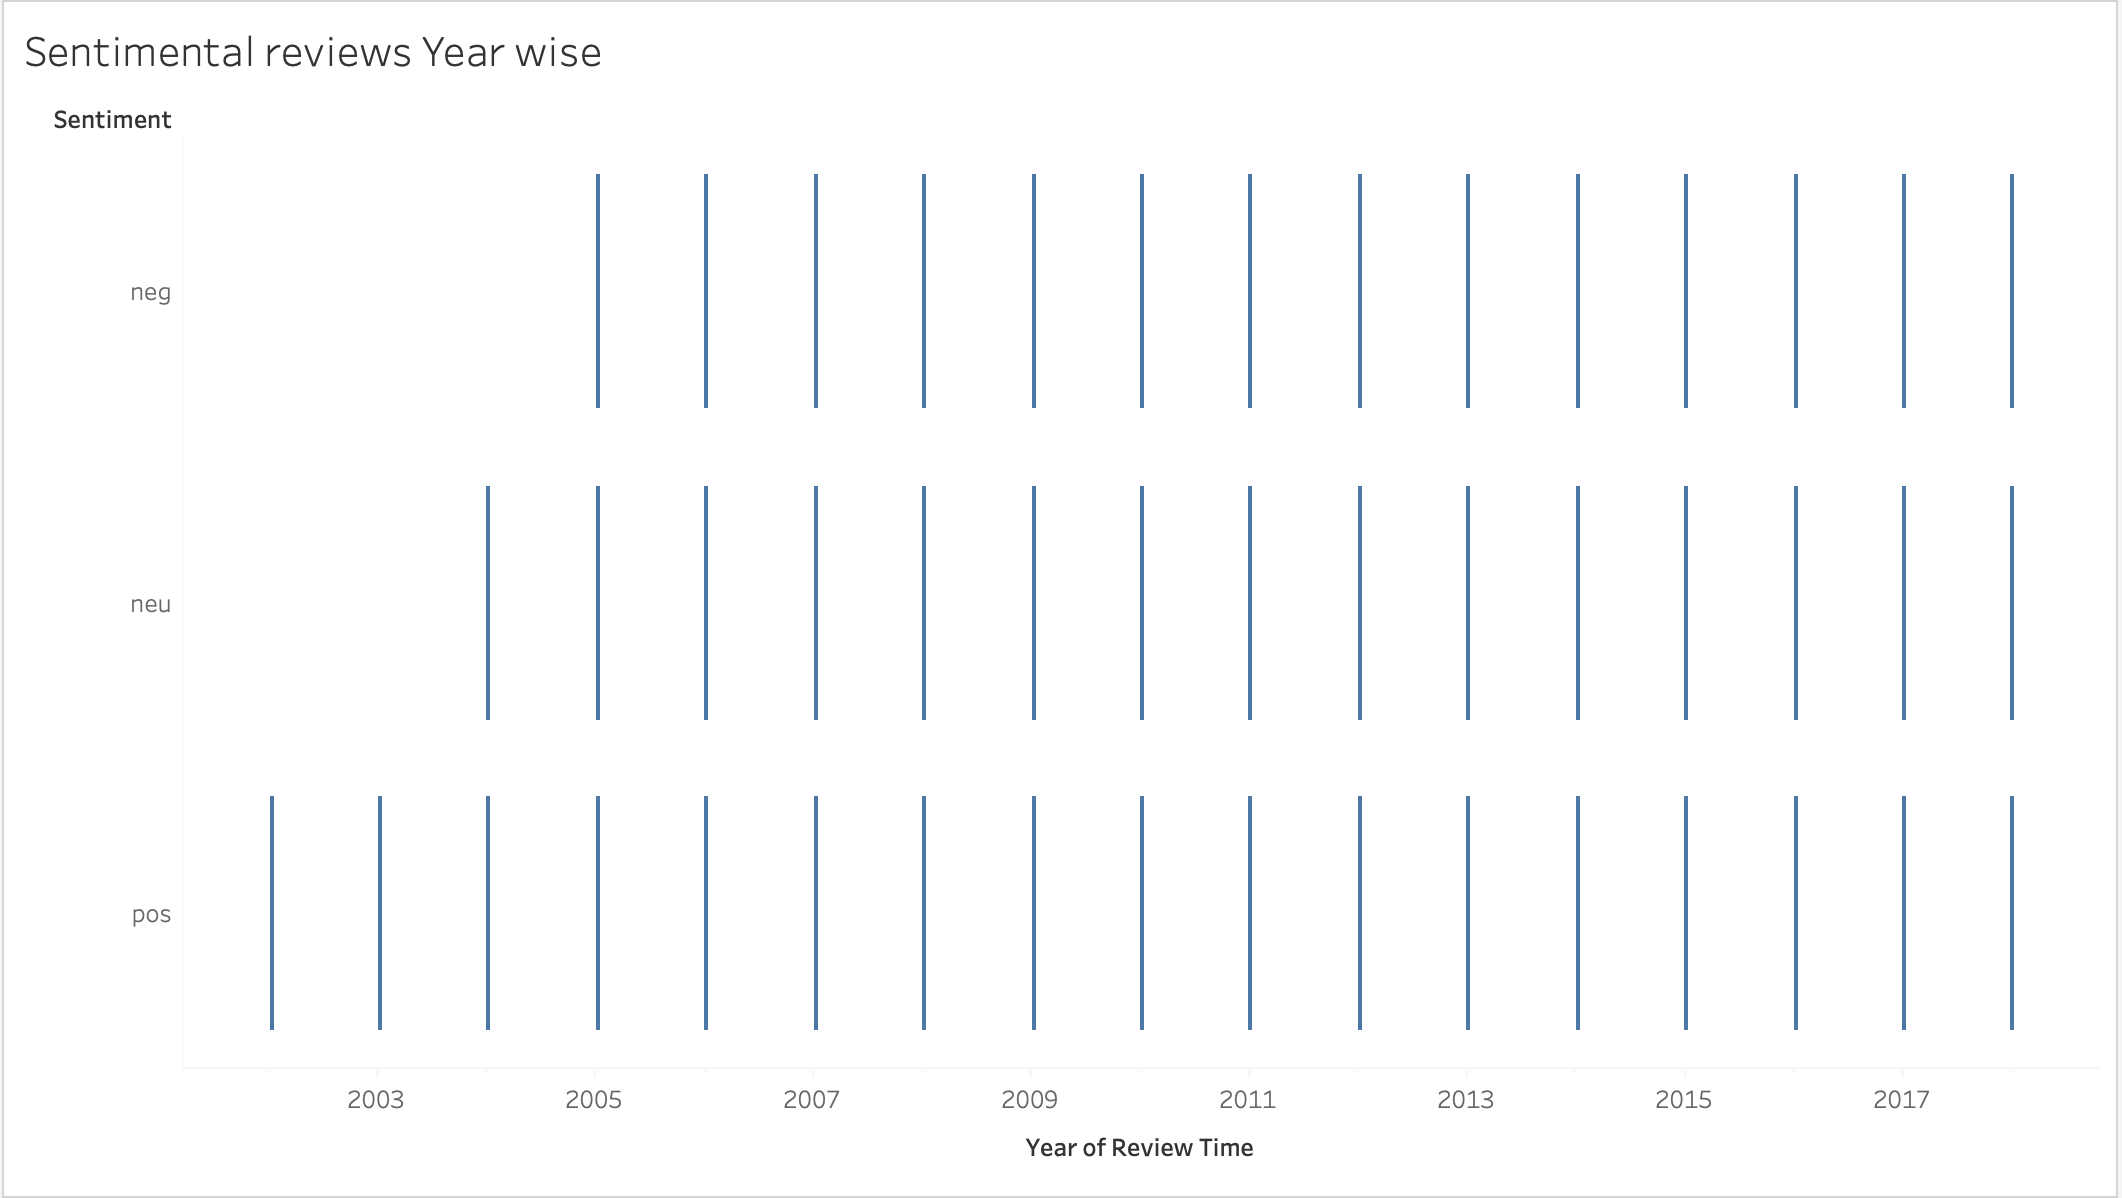 Sentimental reviews Year wise
Sentiment
neg
neu
pos
2003 2005 2007 2009 2011 2013 2015 2017
Year of Review Time